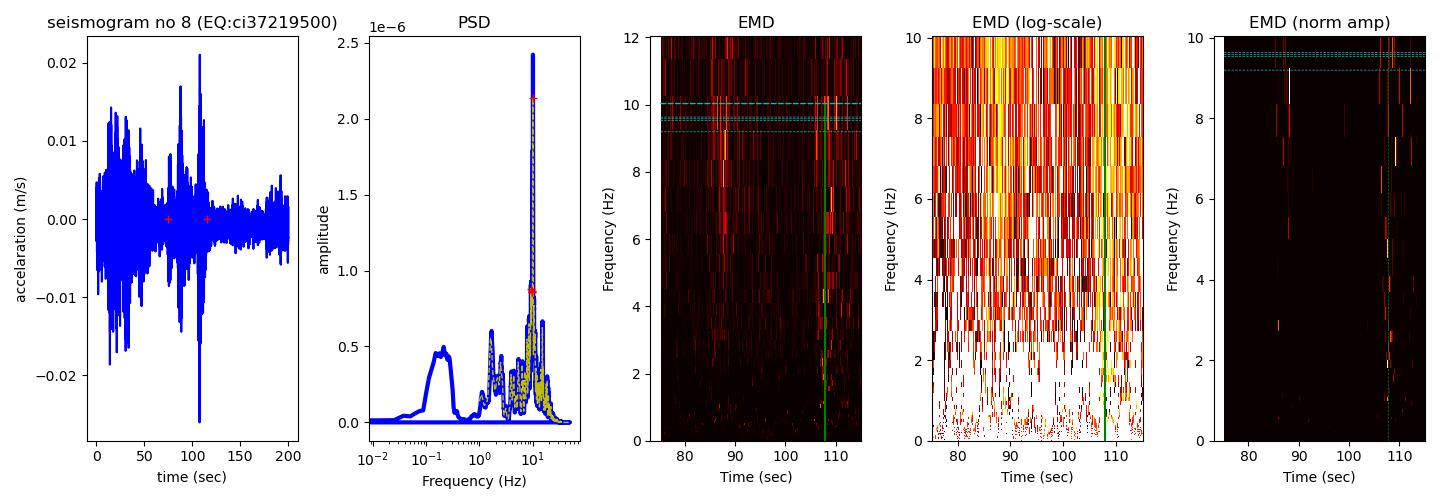 seismogram no 8 (EQ:ci37219500)
accelaration (m/s)
0.02
0.01
0.00
−0.01
−0.02
0 50 100 150 200
time (sec)
PSD
1e−6
amplitude
2.5
2.0
1.5
1.0
0.5
0.0
10⁻² 10⁻¹ 10⁰ 10¹
Frequency (Hz)
EMD
Frequency (Hz)
12
10
8
6
4
2
0
80 90 100 110
Time (sec)
EMD (log-scale)
Frequency (Hz)
10
8
6
4
2
0
80 90 100 110
Time (sec)
EMD (norm amp)
Frequency (Hz)
10
8
6
4
2
0
80 90 100 110
Time (sec)